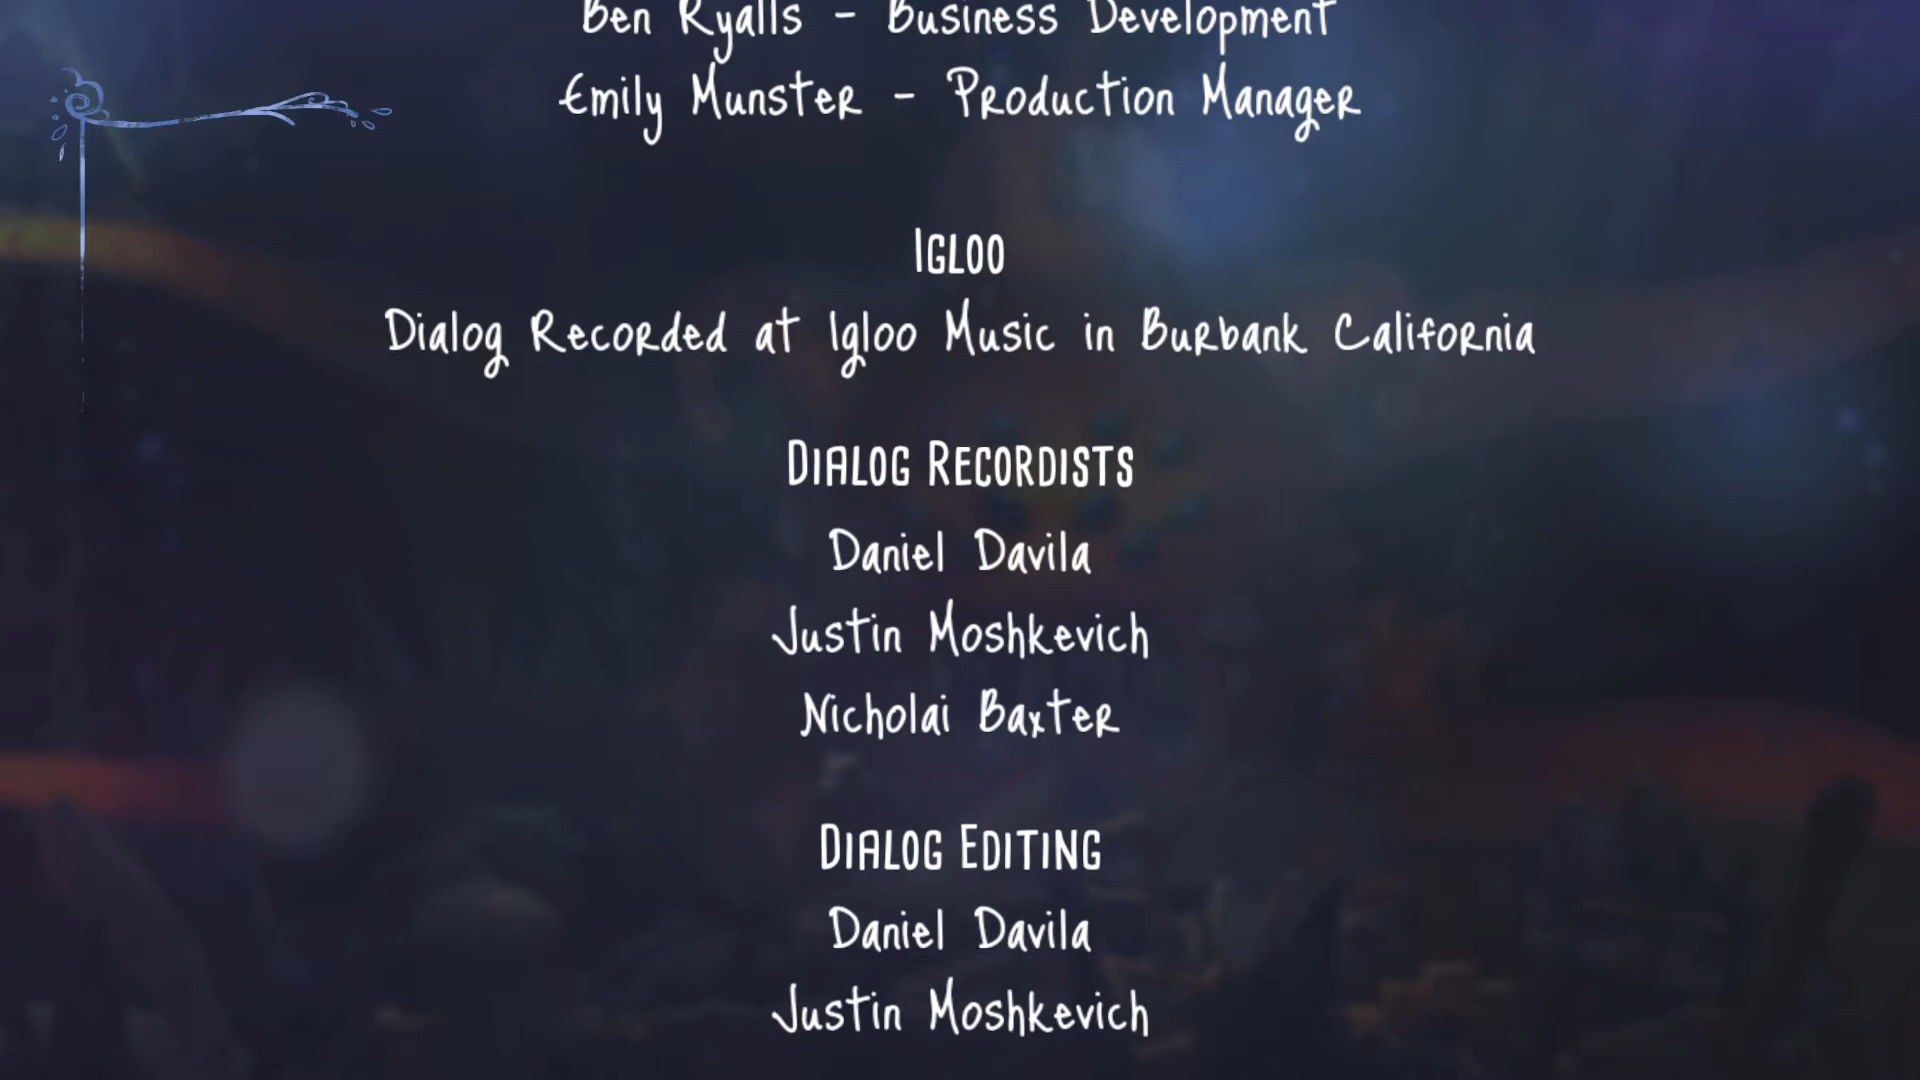 Ben Ryalls - Business Development
Emily Munster - Production Manager
Igloo
Dialog Recorded at Igloo Music in Burbank California
Dialog Recordists
Daniel Davila
Justin Moshkevich
Nicholai Baxter
Dialog Editing
Daniel Davila
Justin Moshkevich